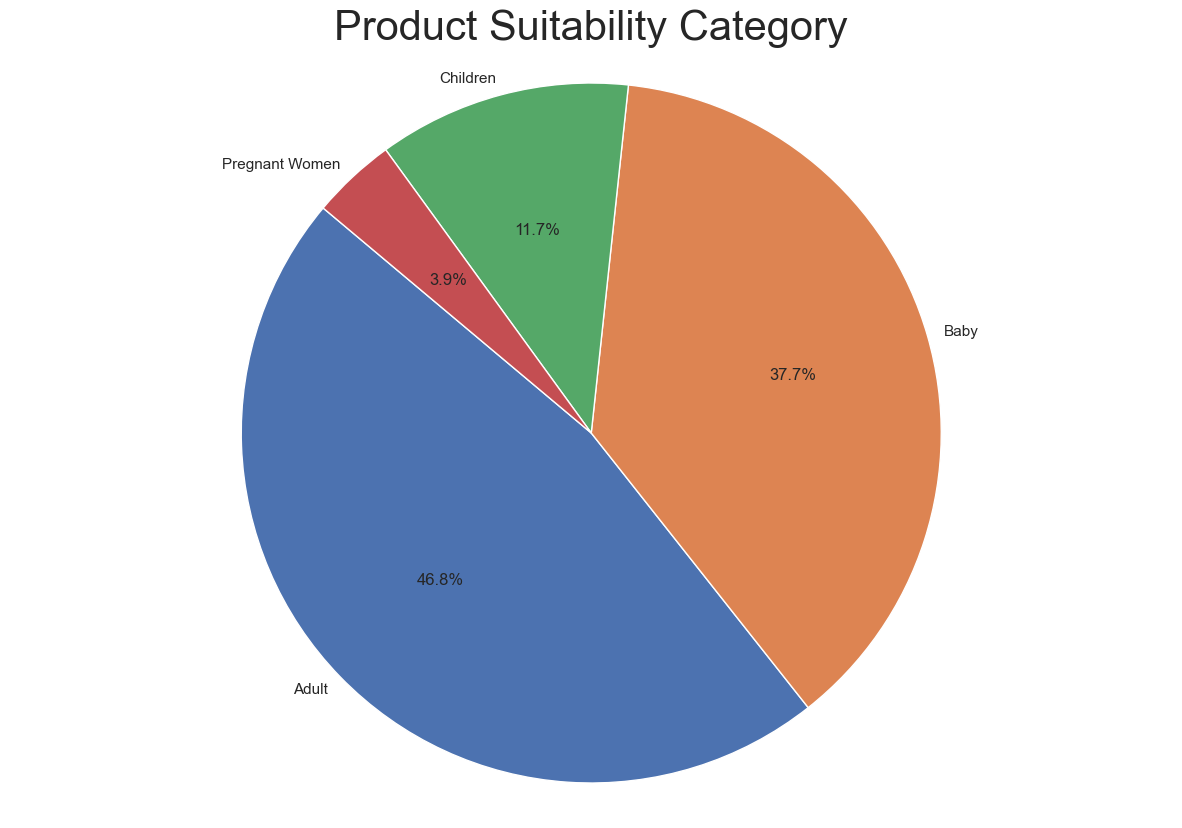 Product Suitability Category
Children
Pregnant Women
11.7%
3.9%
Baby
37.7%
46.8%
Adult